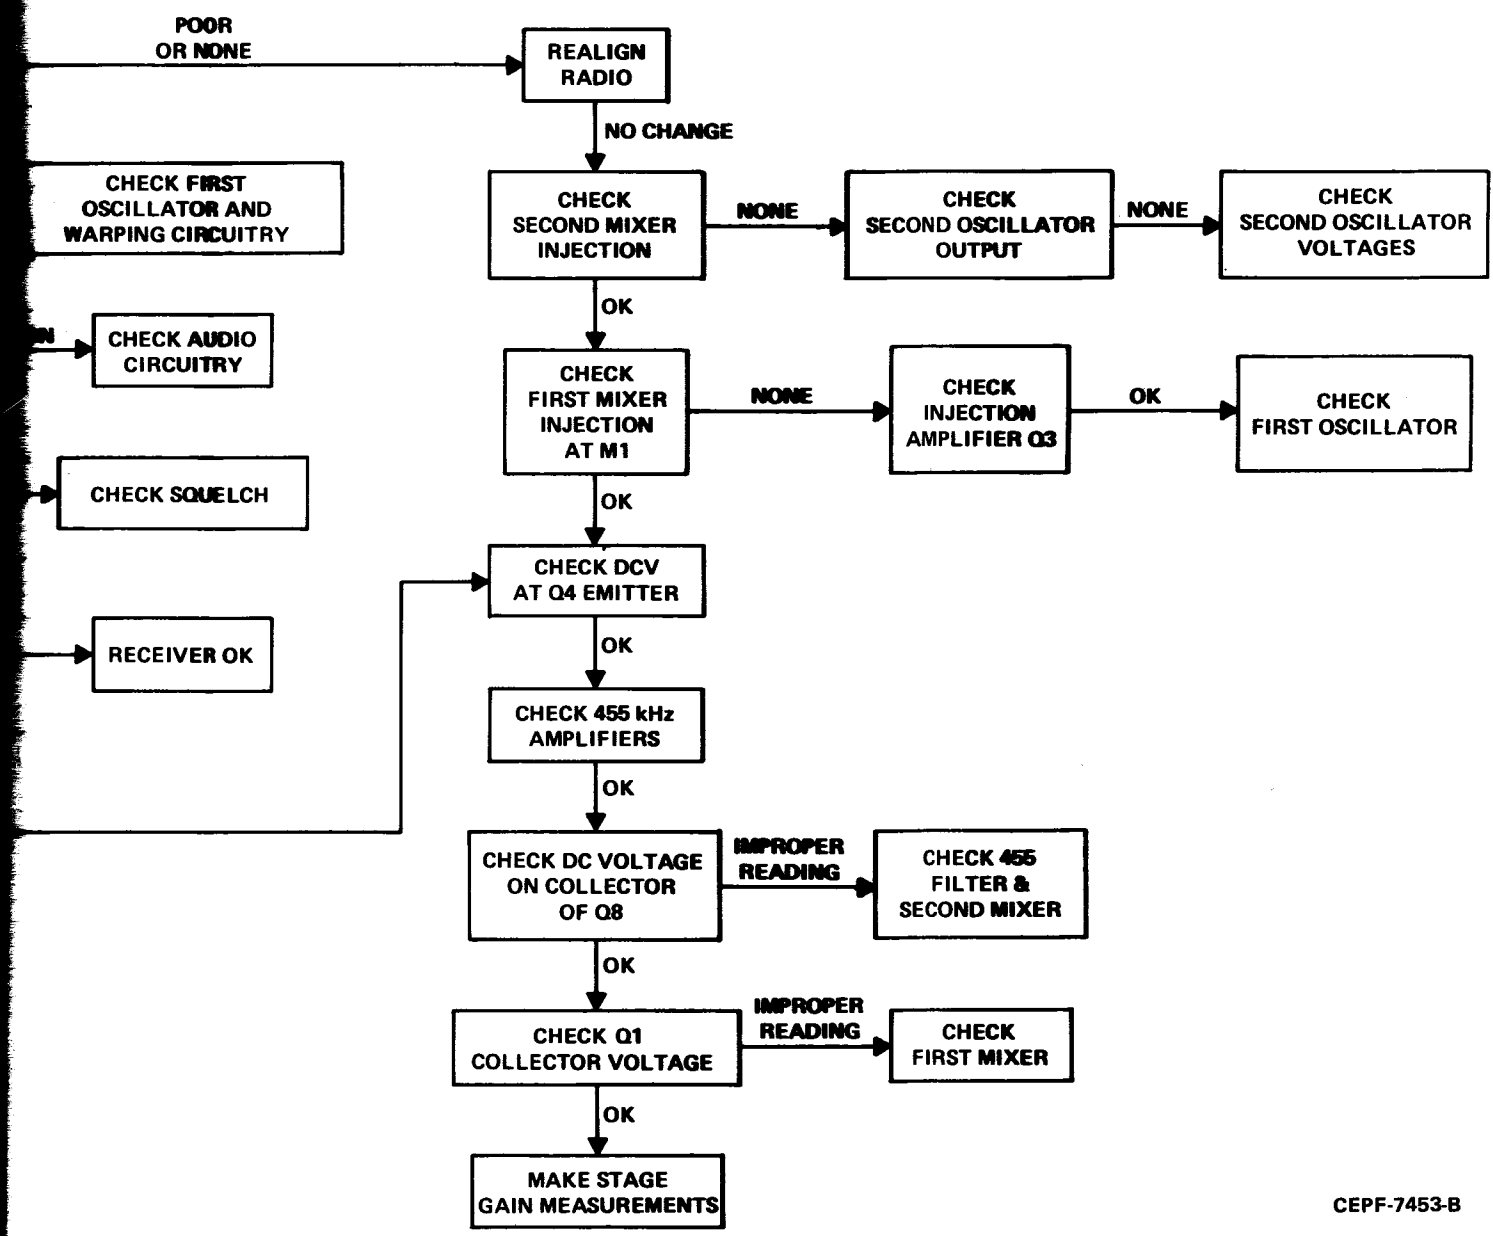 POOR
OR NONE
REALIGN
RADIO
NO CHANGE
CHECK FIRST
OSCILLATOR AND
WARPING CIRCUITRY
CHECK
SECOND MIXER
INJECTION
NONE
CHECK
SECOND OSCILLATOR
OUTPUT
NONE
CHECK
SECOND OSCILLATOR
VOLTAGES
OK
CHECK AUDIO
CIRCUITRY
CHECK
FIRST MIXER
INJECTION
AT M1
NONE
CHECK
INJECTION
AMPLIFIER Q3
OK
CHECK
FIRST OSCILLATOR
CHECK SQUELCH
OK
CHECK DCV
AT Q4 EMITTER
OK
RECEIVER OK
CHECK 455 kHz
AMPLIFIERS
OK
CHECK DC VOLTAGE
ON COLLECTOR
OF Q8
IMPROPER
READING
CHECK 455
FILTER &
SECOND MIXER
OK
CHECK Q1
COLLECTOR VOLTAGE
IMPROPER
READING
CHECK
FIRST MIXER
OK
MAKE STAGE
GAIN MEASUREMENTS
CEPF-7453-B